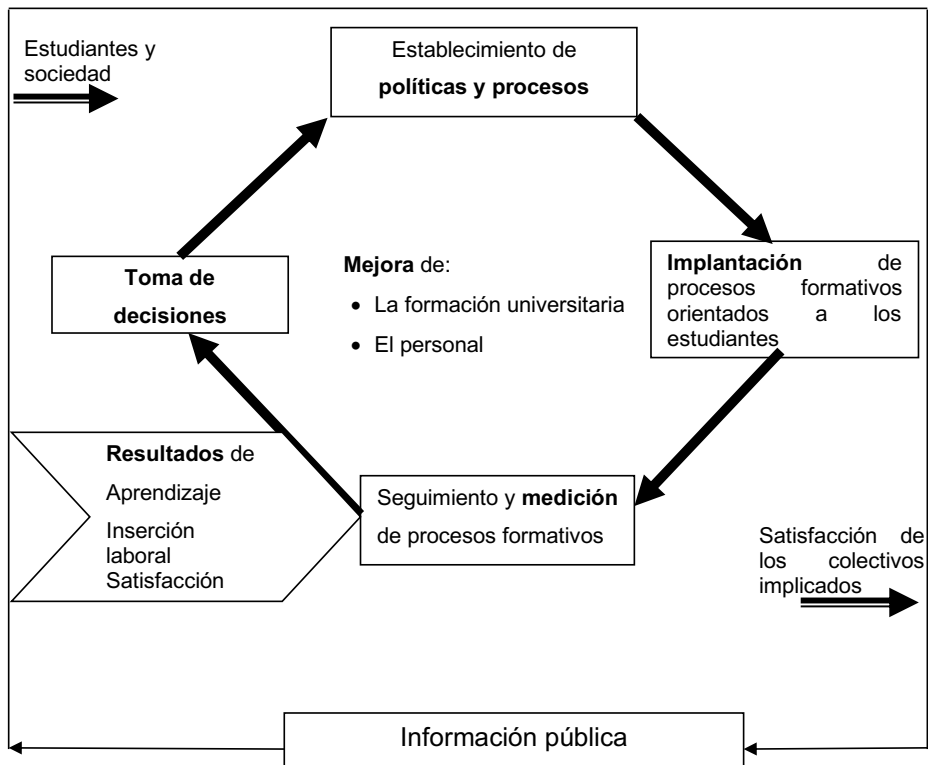 Estudiantes y
sociedad
Establecimiento de
políticas y procesos
Toma de
decisiones
Mejora de:
• La formación universitaria
• El personal
Implantación de
procesos formativos
orientados a los
estudiantes
Resultados de
Aprendizaje
Inserción
laboral
Satisfacción
Seguimiento y medición
de procesos formativos
Satisfacción de
los colectivos
implicados
Información pública